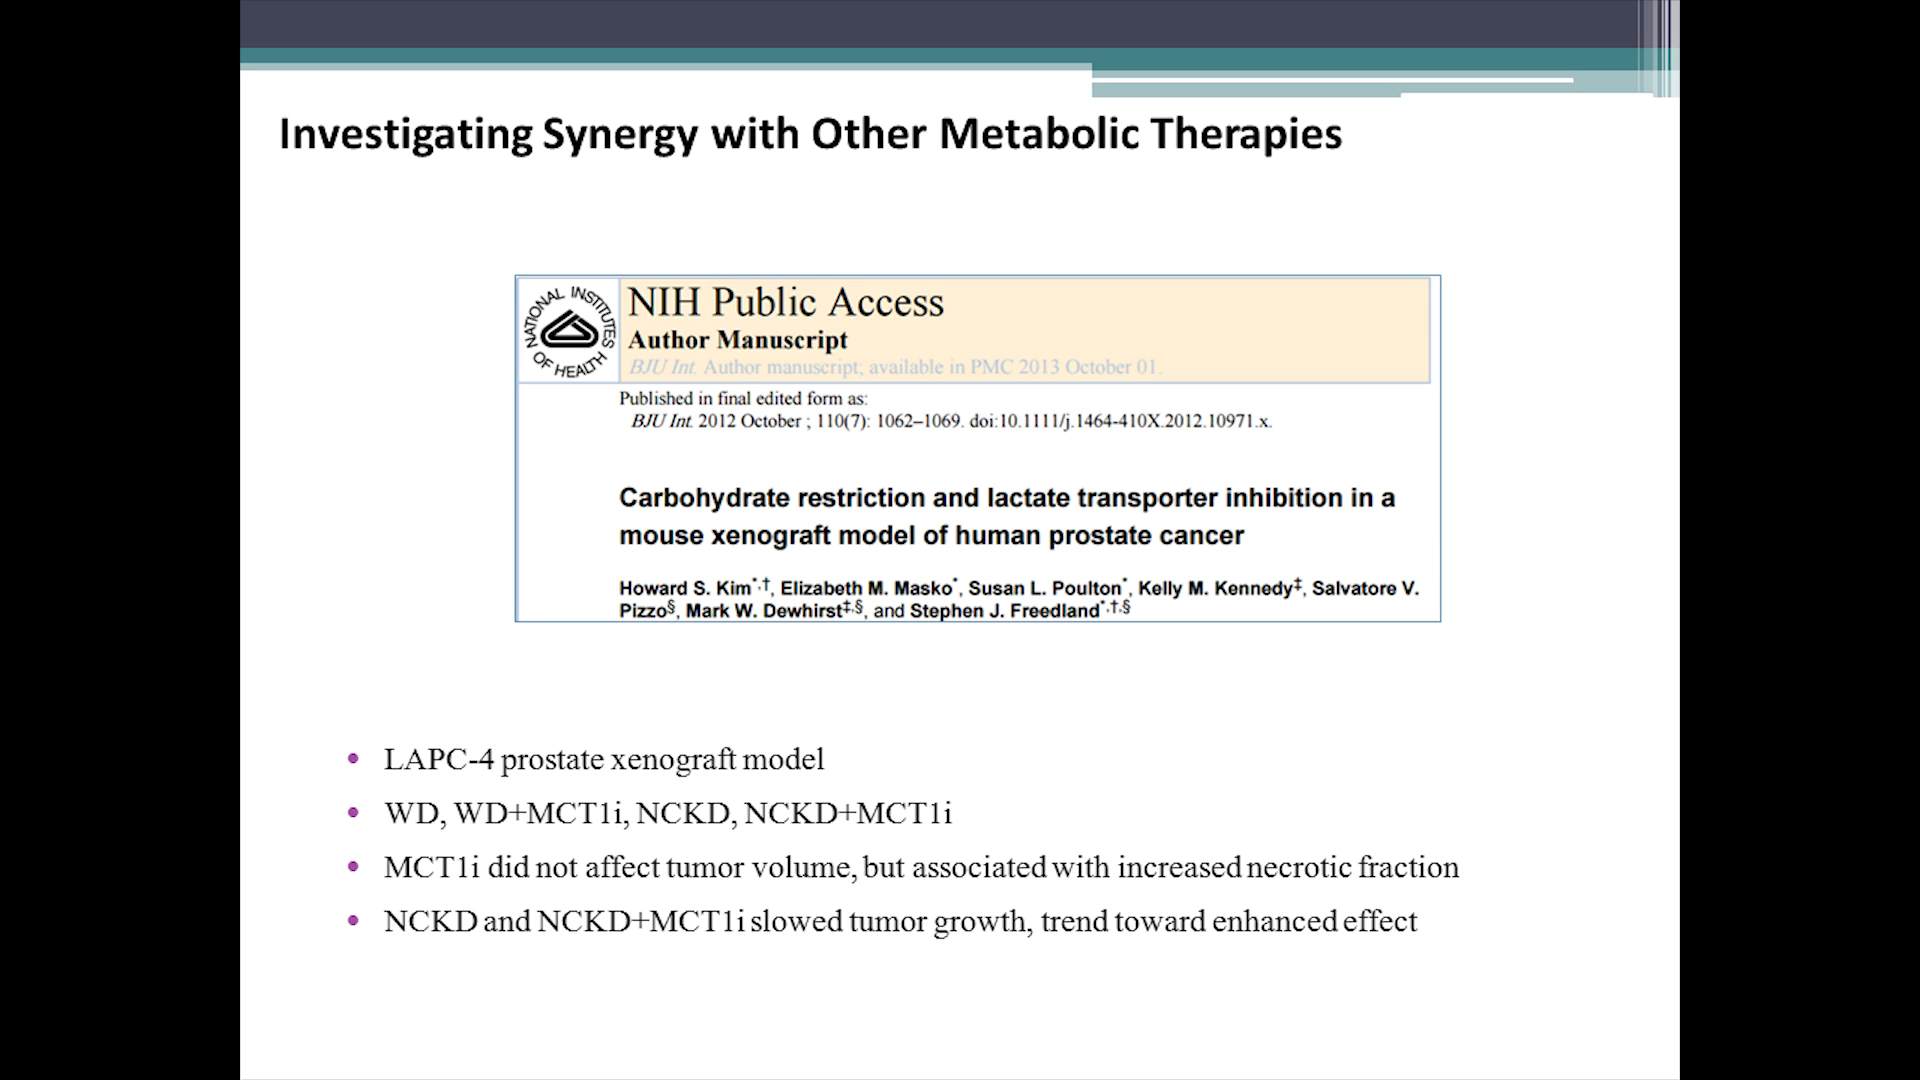 Investigating Synergy with Other Metabolic Therapies
NATIONAL INSTITUTES OF HEALTH
NIH Public Access
Author Manuscript
BJU Int. Author manuscript; available in PMC 2013 October 01.
Published in final edited form as:
BJU Int. 2012 October ; 110(7): 1062–1069. doi:10.1111/j.1464-410X.2012.10971.x.
Carbohydrate restriction and lactate transporter inhibition in a
mouse xenograft model of human prostate cancer
Howard S. Kim*,†, Elizabeth M. Masko*, Susan L. Poulton*, Kelly M. Kennedy‡, Salvatore V.
Pizzo§, Mark W. Dewhirst‡,§, and Stephen J. Freedland*,†,§
• LAPC-4 prostate xenograft model
• WD, WD+MCT1i, NCKD, NCKD+MCT1i
• MCT1i did not affect tumor volume, but associated with increased necrotic fraction
• NCKD and NCKD+MCT1i slowed tumor growth, trend toward enhanced effect